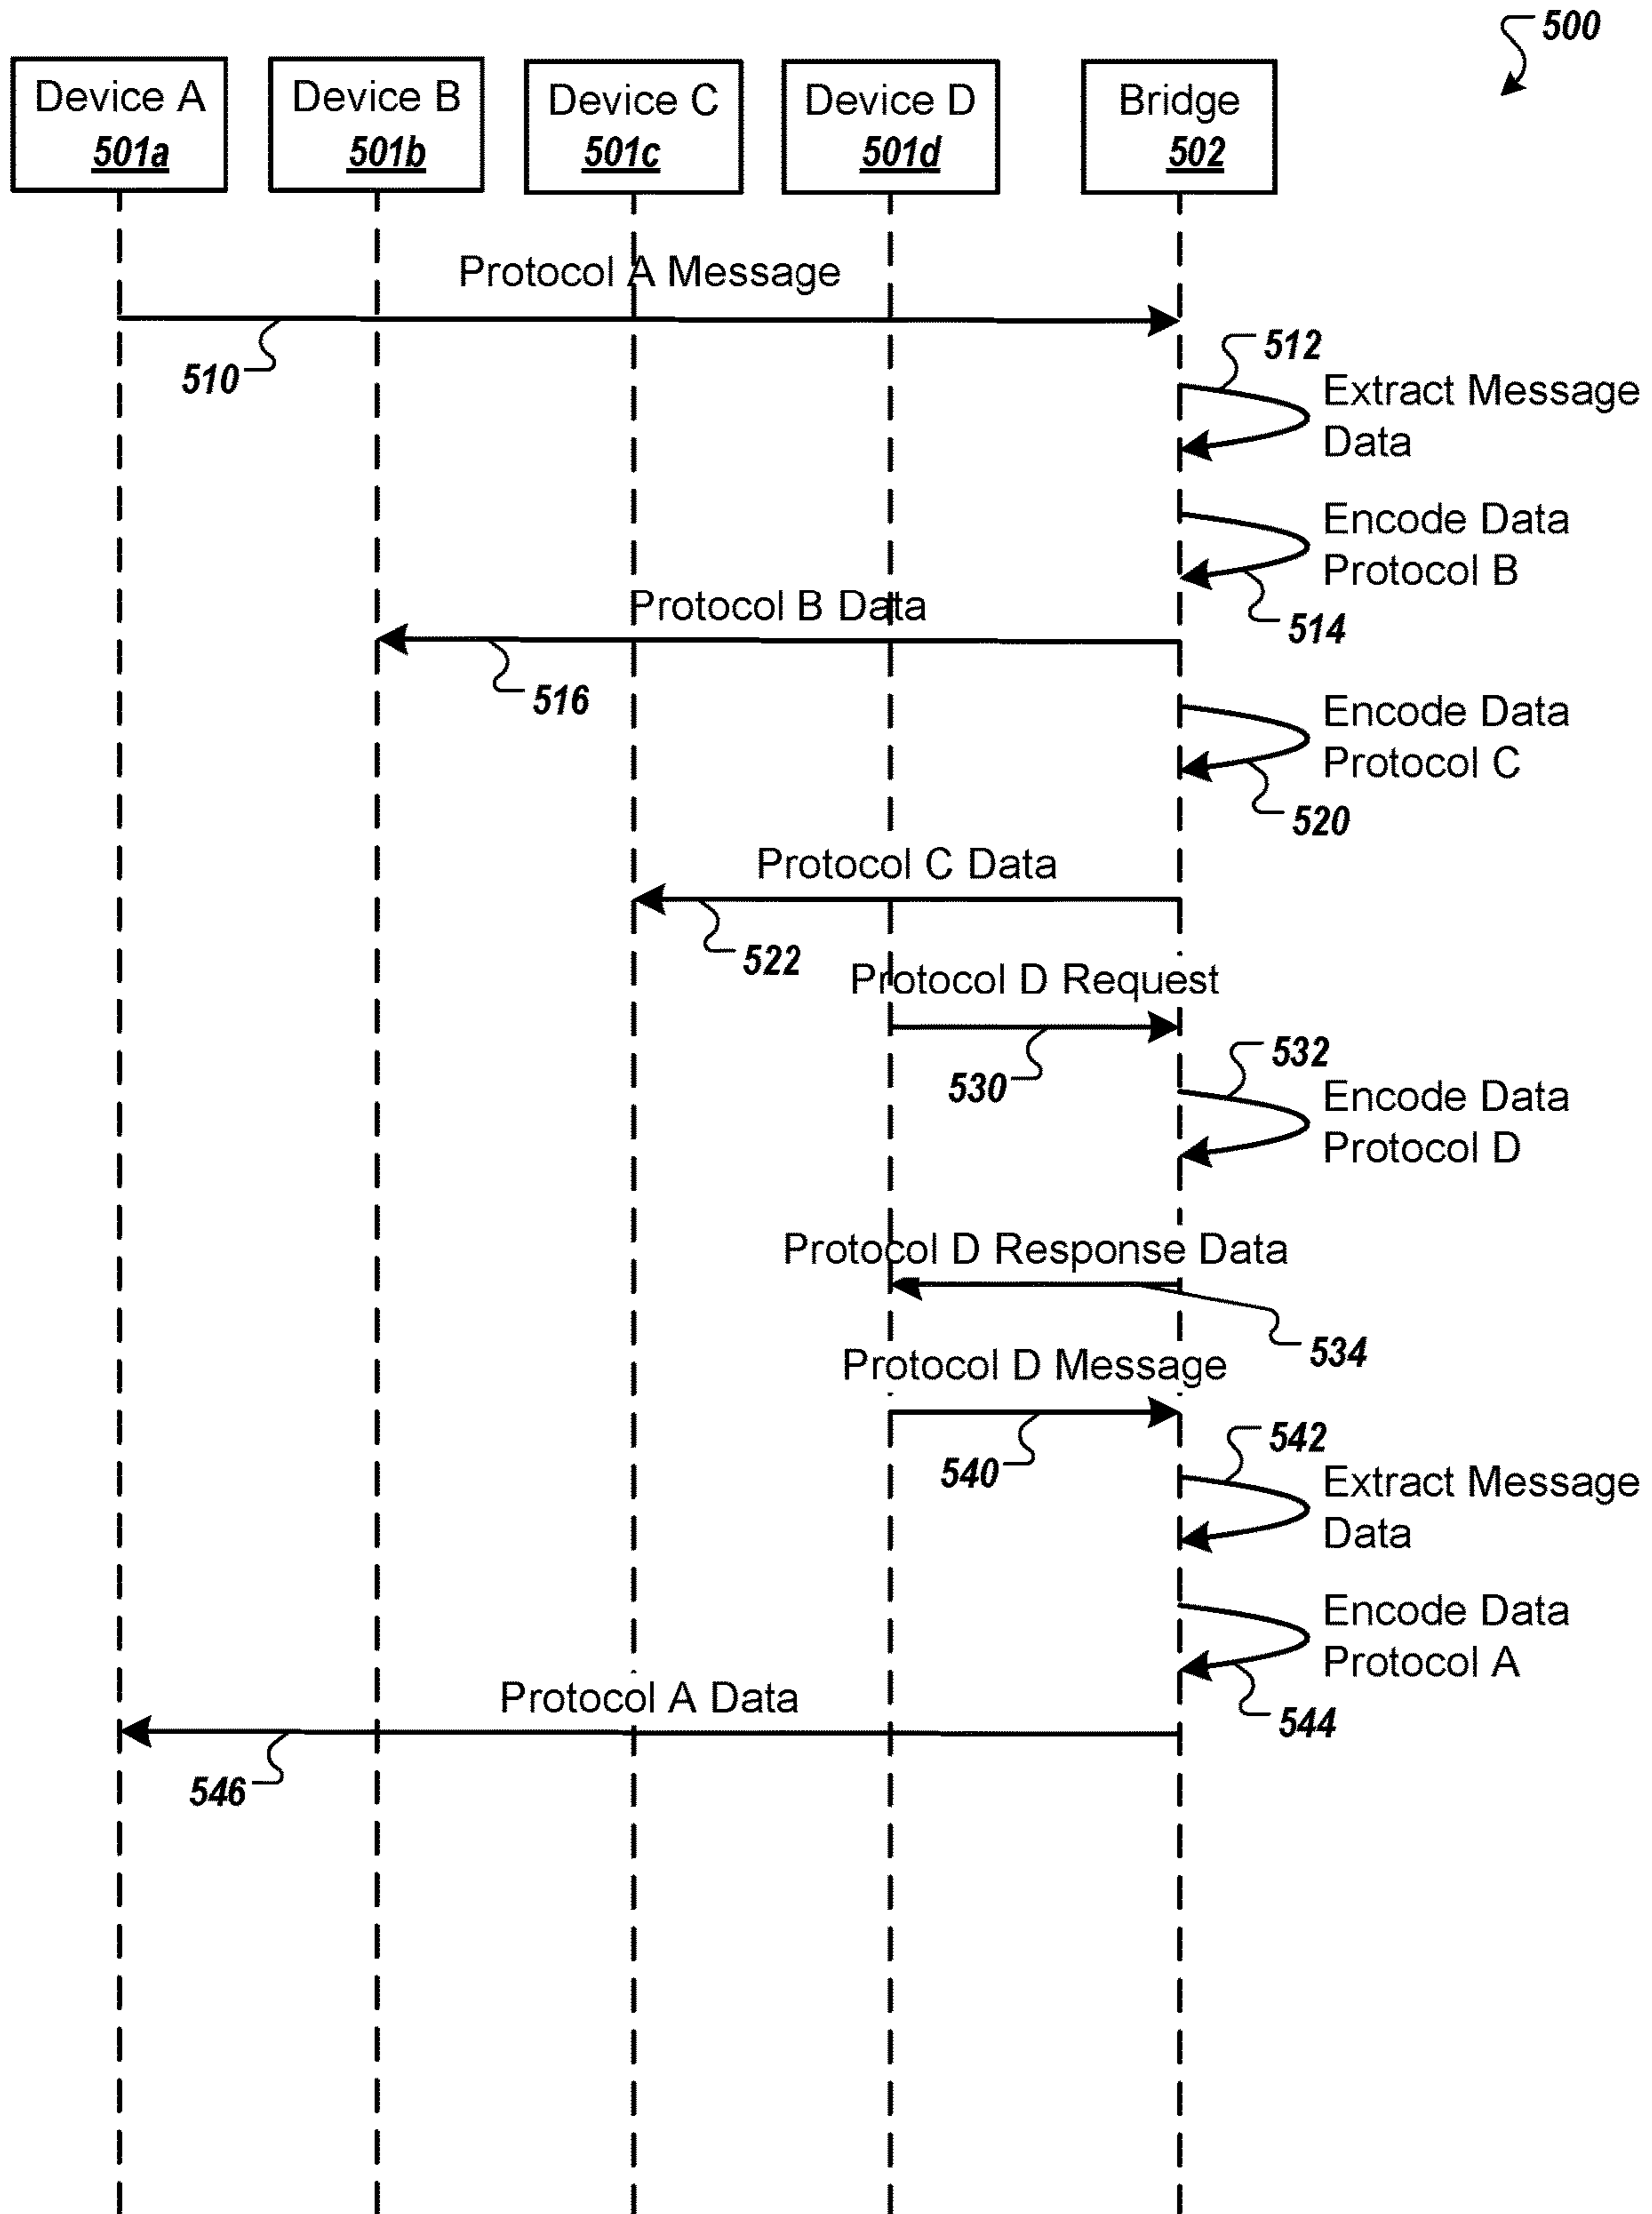 500
Device A
501a
Device B
501b
Device C
501c
Device D
501d
Bridge
502
Protocol A Message
510
512
Extract Message
Data
Encode Data
Protocol B
514
Protocol B Data
516
Encode Data
Protocol C
520
Protocol C Data
522
Protocol D Request
530
532
Encode Data
Protocol D
Protocol D Response Data
534
Protocol D Message
540
542
Extract Message
Data
Encode Data
Protocol A
544
Protocol A Data
546